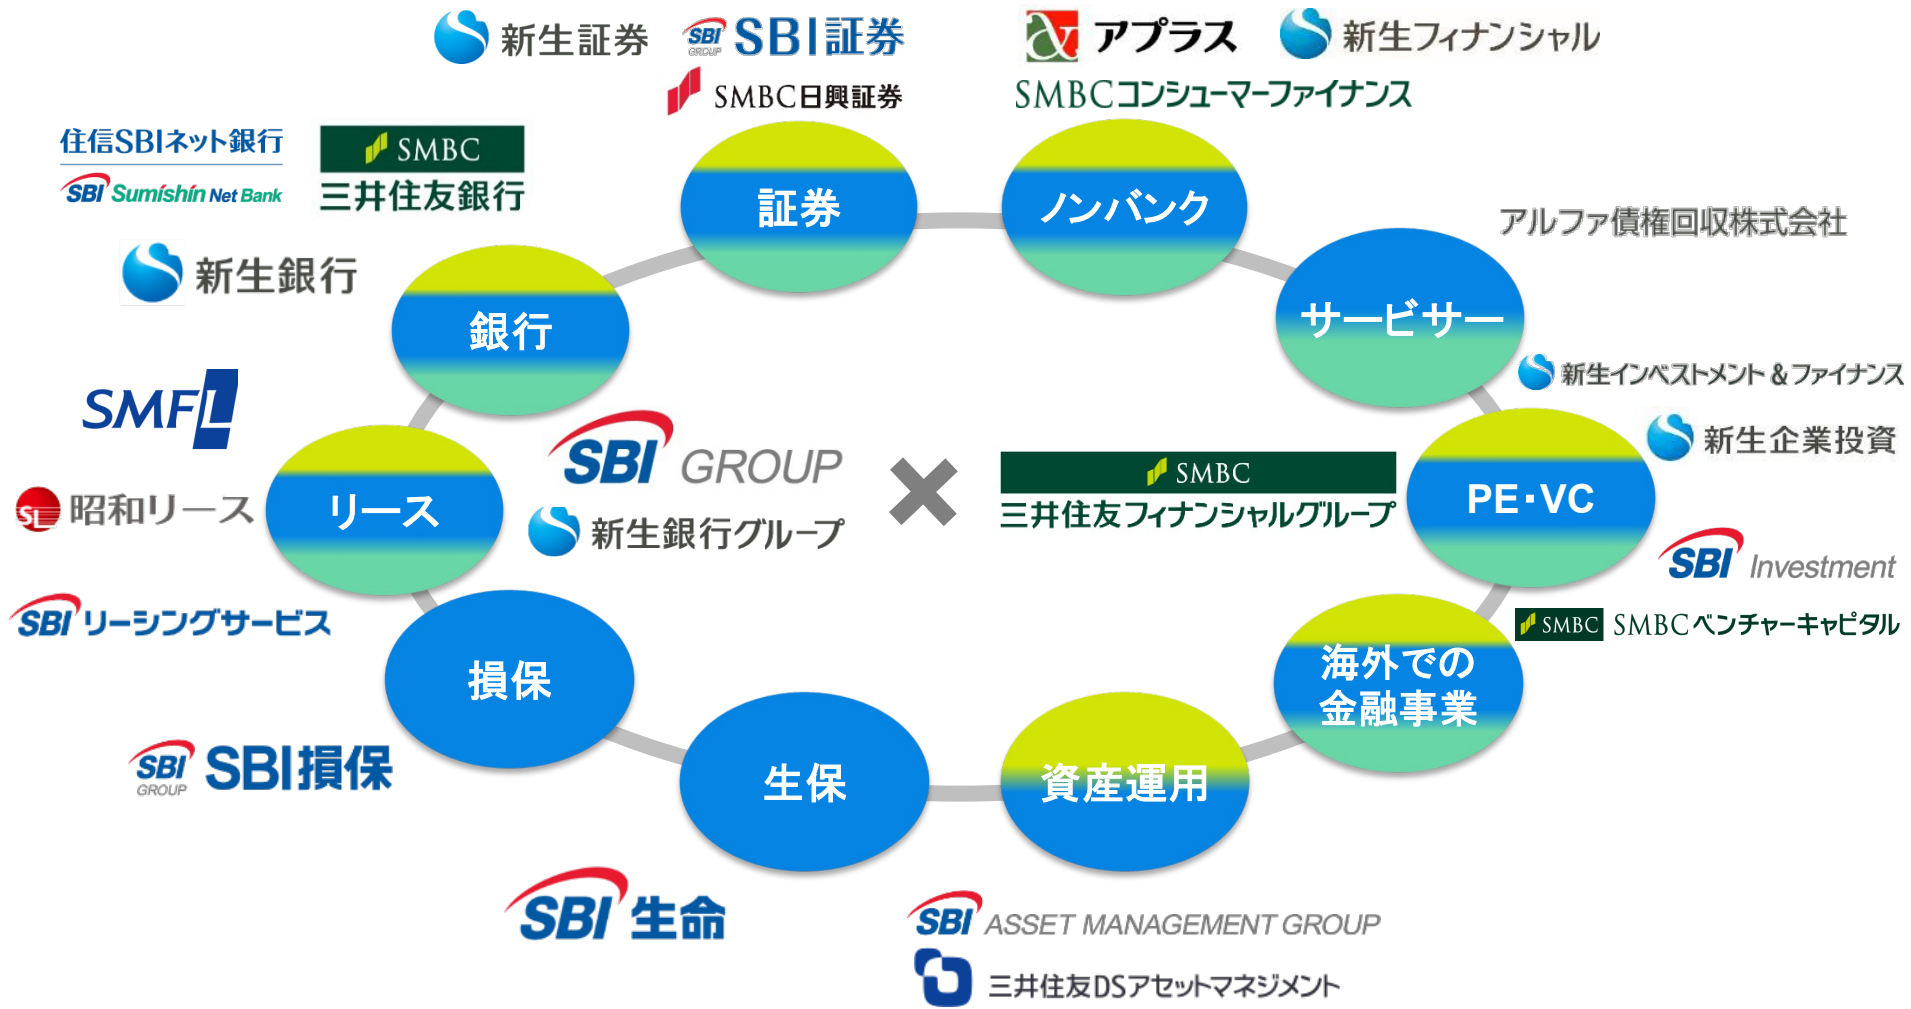 新生証券
SBI GROUP SBI証券
SMBC日興証券
アプラス
新生フィナンシャル
SMBCコンシューマーファイナンス
住信SBIネット銀行
SBI Sumishin Net Bank
SMBC
三井住友銀行
新生銀行
証券
ノンバンク
アルファ債権回収株式会社
銀行
サービサー
新生インベストメント&ファイナンス
新生企業投資
SMFL
昭和リース
SBIリーシングサービス
リース
SBI GROUP
新生銀行グループ
×
SMBC
三井住友フィナンシャルグループ
PE・VC
SBI Investment
SMBC SMBCベンチャーキャピタル
損保
海外での
金融事業
SBI GROUP SBI損保
生保
資産運用
SBI生命
SBI ASSET MANAGEMENT GROUP
三井住友DSアセットマネジメント